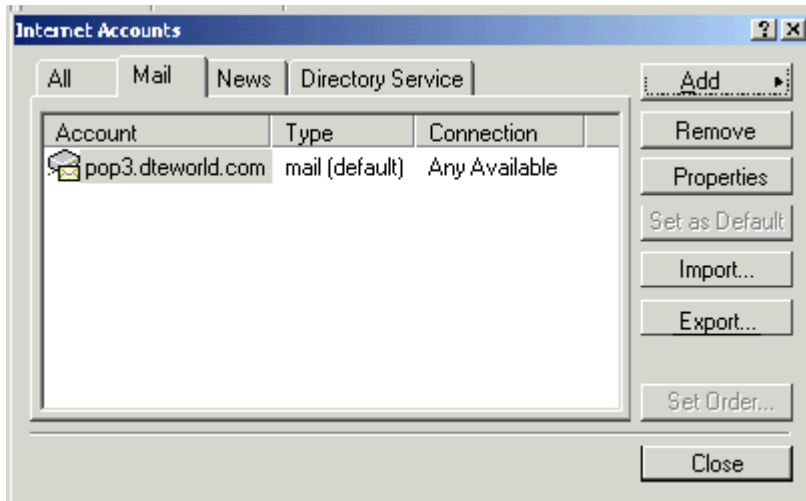 Internet Accounts
All Mail News Directory Service
Add
Remove
Properties
Set as Default
Import...
Export...
Set Order...
Close
Account Type Connection
pop3.dteworld.com mail (default) Any Available